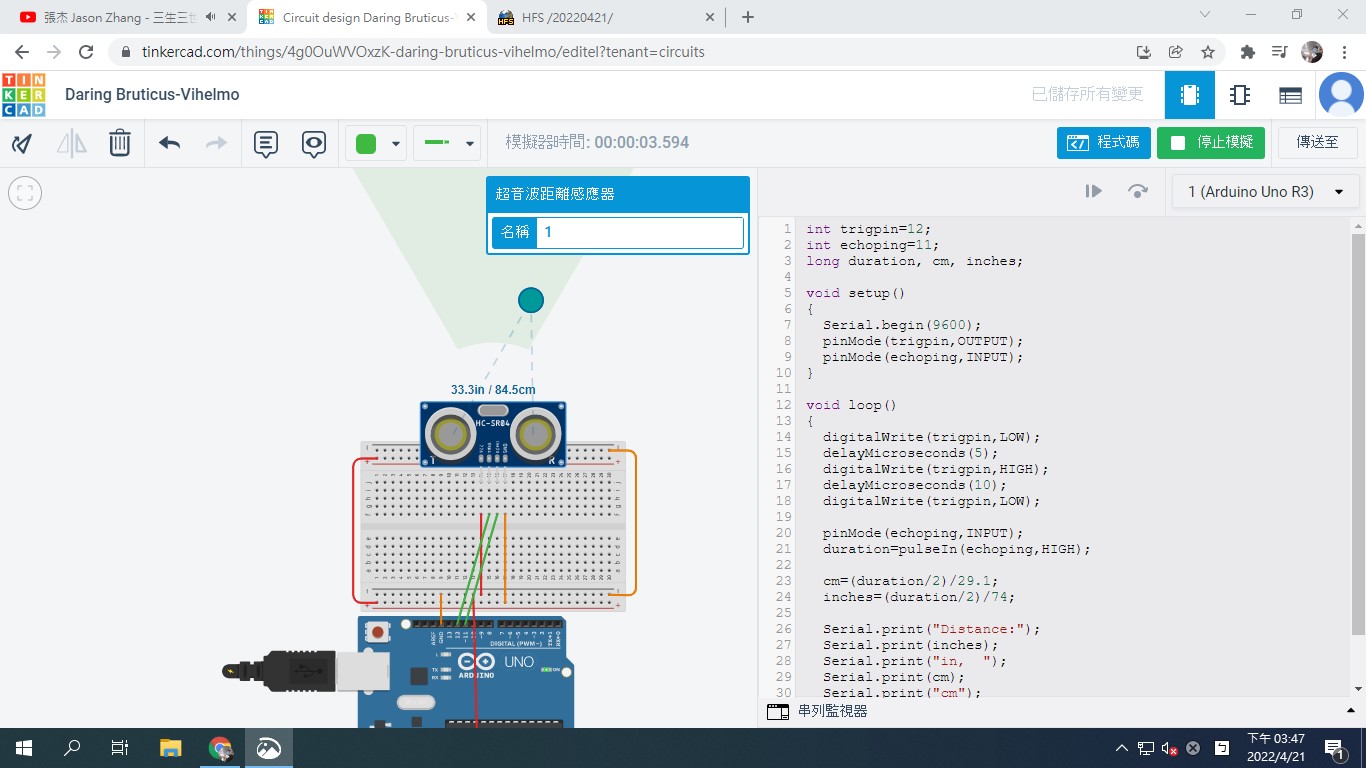 張杰 Jason Zhang - 三生三世
Circuit design Daring Bruticus-V
HFS /20220421/
tinkercad.com/things/4g0OuWVOxzK-daring-bruticus-vihelmo/editel?tenant=circuits
TIN
KER
CAD
Daring Bruticus-Vihelmo
已儲存所有變更
模擬器時間: 00:00:03.594
程式碼
停止模擬
傳送至
超音波距離感應器
名稱 1
1 (Arduino Uno R3)
33.3in / 84.5cm
HC-SR04
T
R
AREF
GND
13
12
~11
DIGITAL (PWM~)
L
TX
RX
UNO
ON
ARDUINO
1 int trigpin=12;
2 int echoping=11;
3 long duration, cm, inches;
4
5 void setup()
6 {
7 Serial.begin(9600);
8 pinMode(trigpin,OUTPUT);
9 pinMode(echoping,INPUT);
10 }
11
12 void loop()
13 {
14 digitalWrite(trigpin,LOW);
15 delayMicroseconds(5);
16 digitalWrite(trigpin,HIGH);
17 delayMicroseconds(10);
18 digitalWrite(trigpin,LOW);
19
20 pinMode(echoping,INPUT);
21 duration=pulseIn(echoping,HIGH);
22
23 cm=(duration/2)/29.1;
24 inches=(duration/2)/74;
25
26 Serial.print("Distance:");
27 Serial.print(inches);
28 Serial.print("in,  ");
29 Serial.print(cm);
30 Serial.print("cm");
串列監視器
下午 03:47
2022/4/21
1